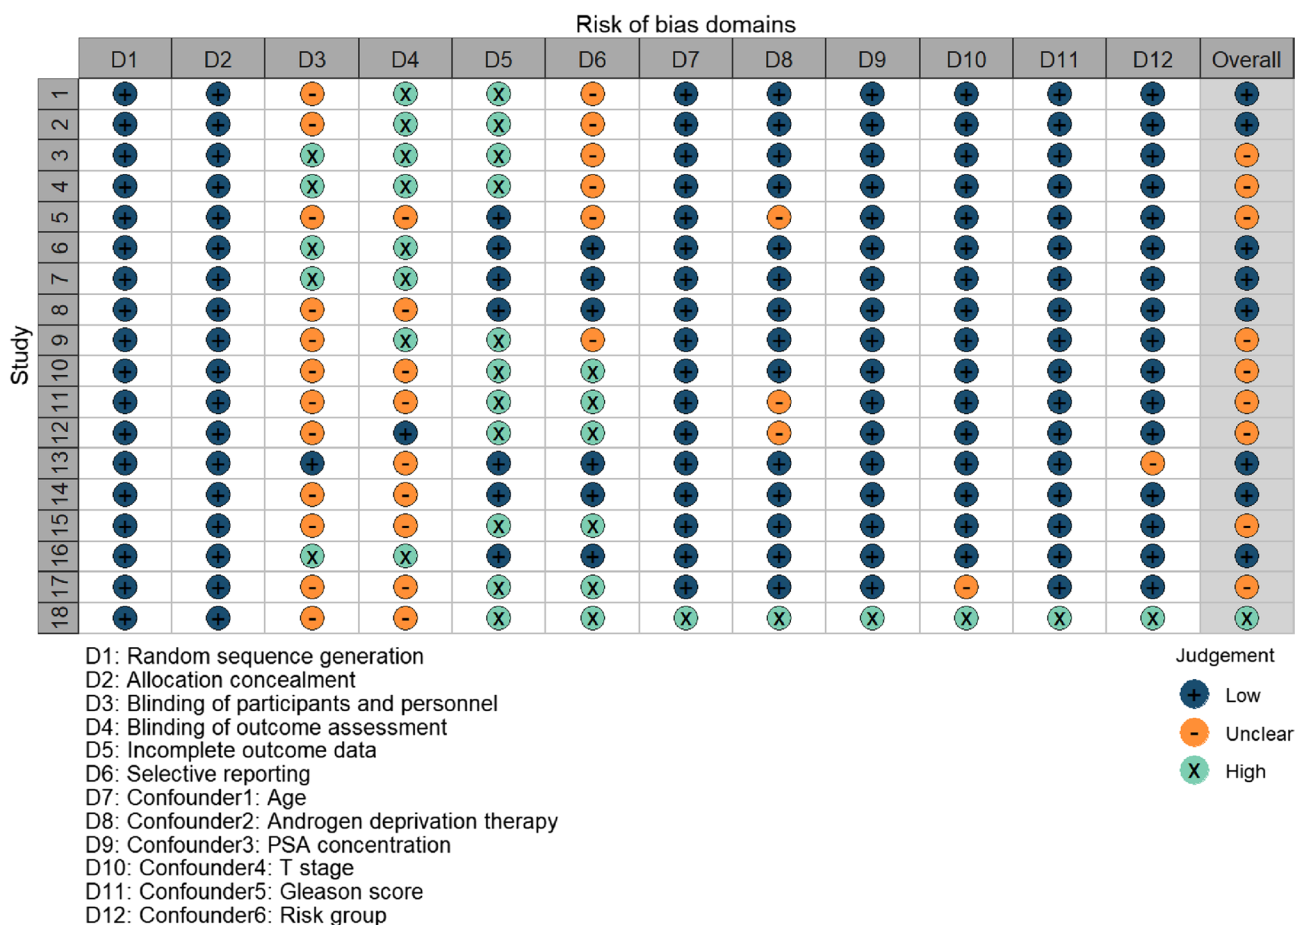 Risk of bias domains
D1 D2 D3 D4 D5 D6 D7 D8 D9 D10 D11 D12 Overall
Study
1 + + - X X - + + + + + + +
2 + + - X X - + + + + + + +
3 + + X X X - + + + + + + -
4 + + X X X - + + + + + + -
5 + + - - + - + - + + + + -
6 + + X X + + + + + + + + +
7 + + X X + + + + + + + + +
8 + + - - + + + + + + + + +
9 + + - X X - + + + + + + -
10 + + - - X X + + + + + + -
11 + + - - X X + - + + + + -
12 + + - + X X + - + + + + -
13 + + + - + + + + + + + - +
14 + + - - + + + + + + + + +
15 + + - - X X + + + + + + -
16 + + X X + + + + + + + + +
17 + + - - X X + + + - + + -
18 + + - - X X X X X X X X X
D1: Random sequence generation
D2: Allocation concealment
D3: Blinding of participants and personnel
D4: Blinding of outcome assessment
D5: Incomplete outcome data
D6: Selective reporting
D7: Confounder1: Age
D8: Confounder2: Androgen deprivation therapy
D9: Confounder3: PSA concentration
D10: Confounder4: T stage
D11: Confounder5: Gleason score
D12: Confounder6: Risk group
Judgement
+ Low
- Unclear
X High